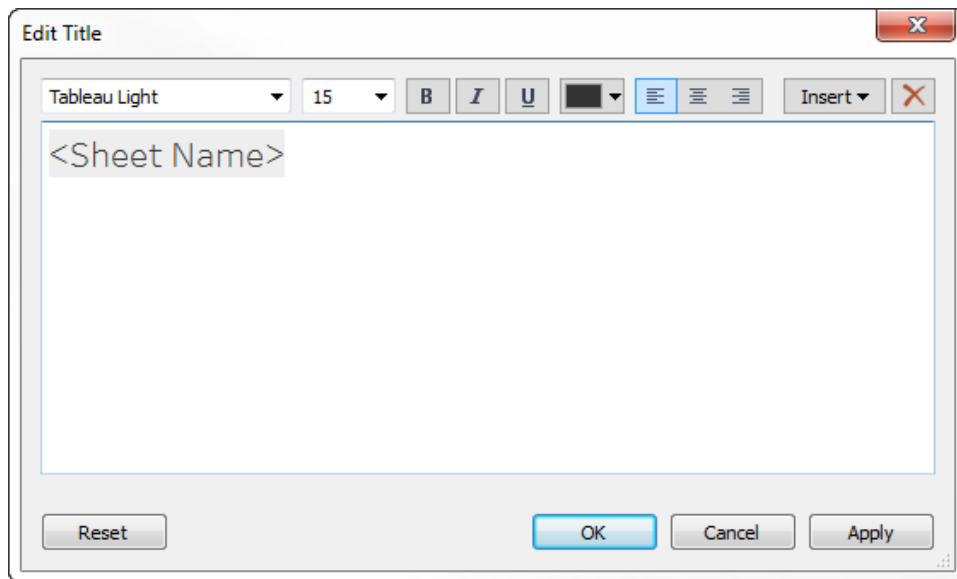 Edit Title
Tableau Light 15 B I U Insert
<Sheet Name>
Reset OK Cancel Apply